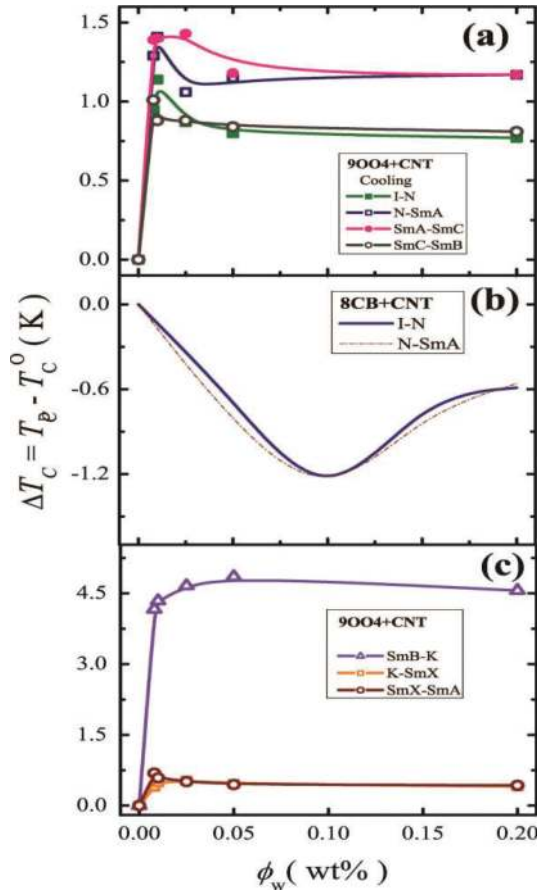 (a)
1.5
1.0
0.5
0.0
9OO4+CNT
Cooling
I-N
N-SmA
SmA-SmC
SmC-SmB
(b)
0.0
-0.6
-1.2
8CB+CNT
I-N
N-SmA
ΔT_C = T_e - T_C^0 ( K )
(c)
4.5
3.0
1.5
0.0
9OO4+CNT
SmB-K
K-SmX
SmX-SmA
0.00 0.05 0.10 0.15 0.20
ϕ_w ( wt% )